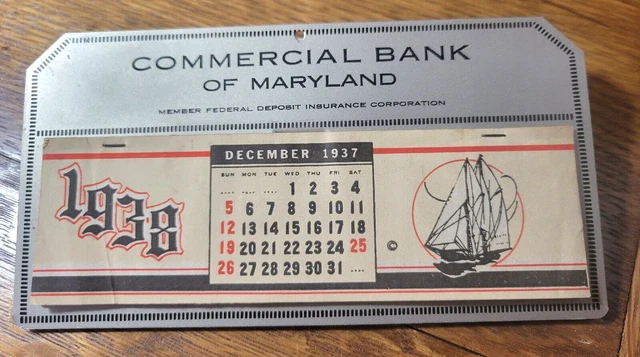 COMMERCIAL BANK
OF MARYLAND
MEMBER FEDERAL DEPOSIT INSURANCE CORPORATION
1938
DECEMBER 1937
SUN MON TUE WED THU FRI SAT
.... .... .... 1 2 3 4
5 6 7 8 9 10 11
12 13 14 15 16 17 18
19 20 21 22 23 24 25
26 27 28 29 30 31 ....
©